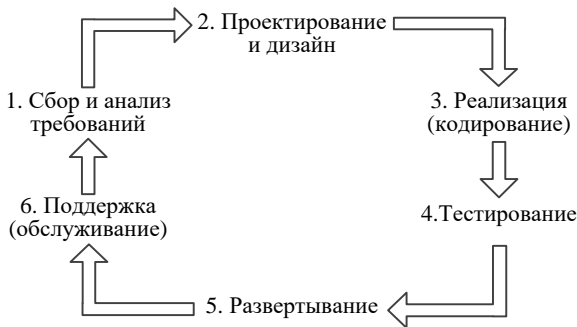 1. Сбор и анализ
требований
2. Проектирование
и дизайн
3. Реализация
(кодирование)
4.Тестирование
5. Развертывание
6. Поддержка
(обслуживание)